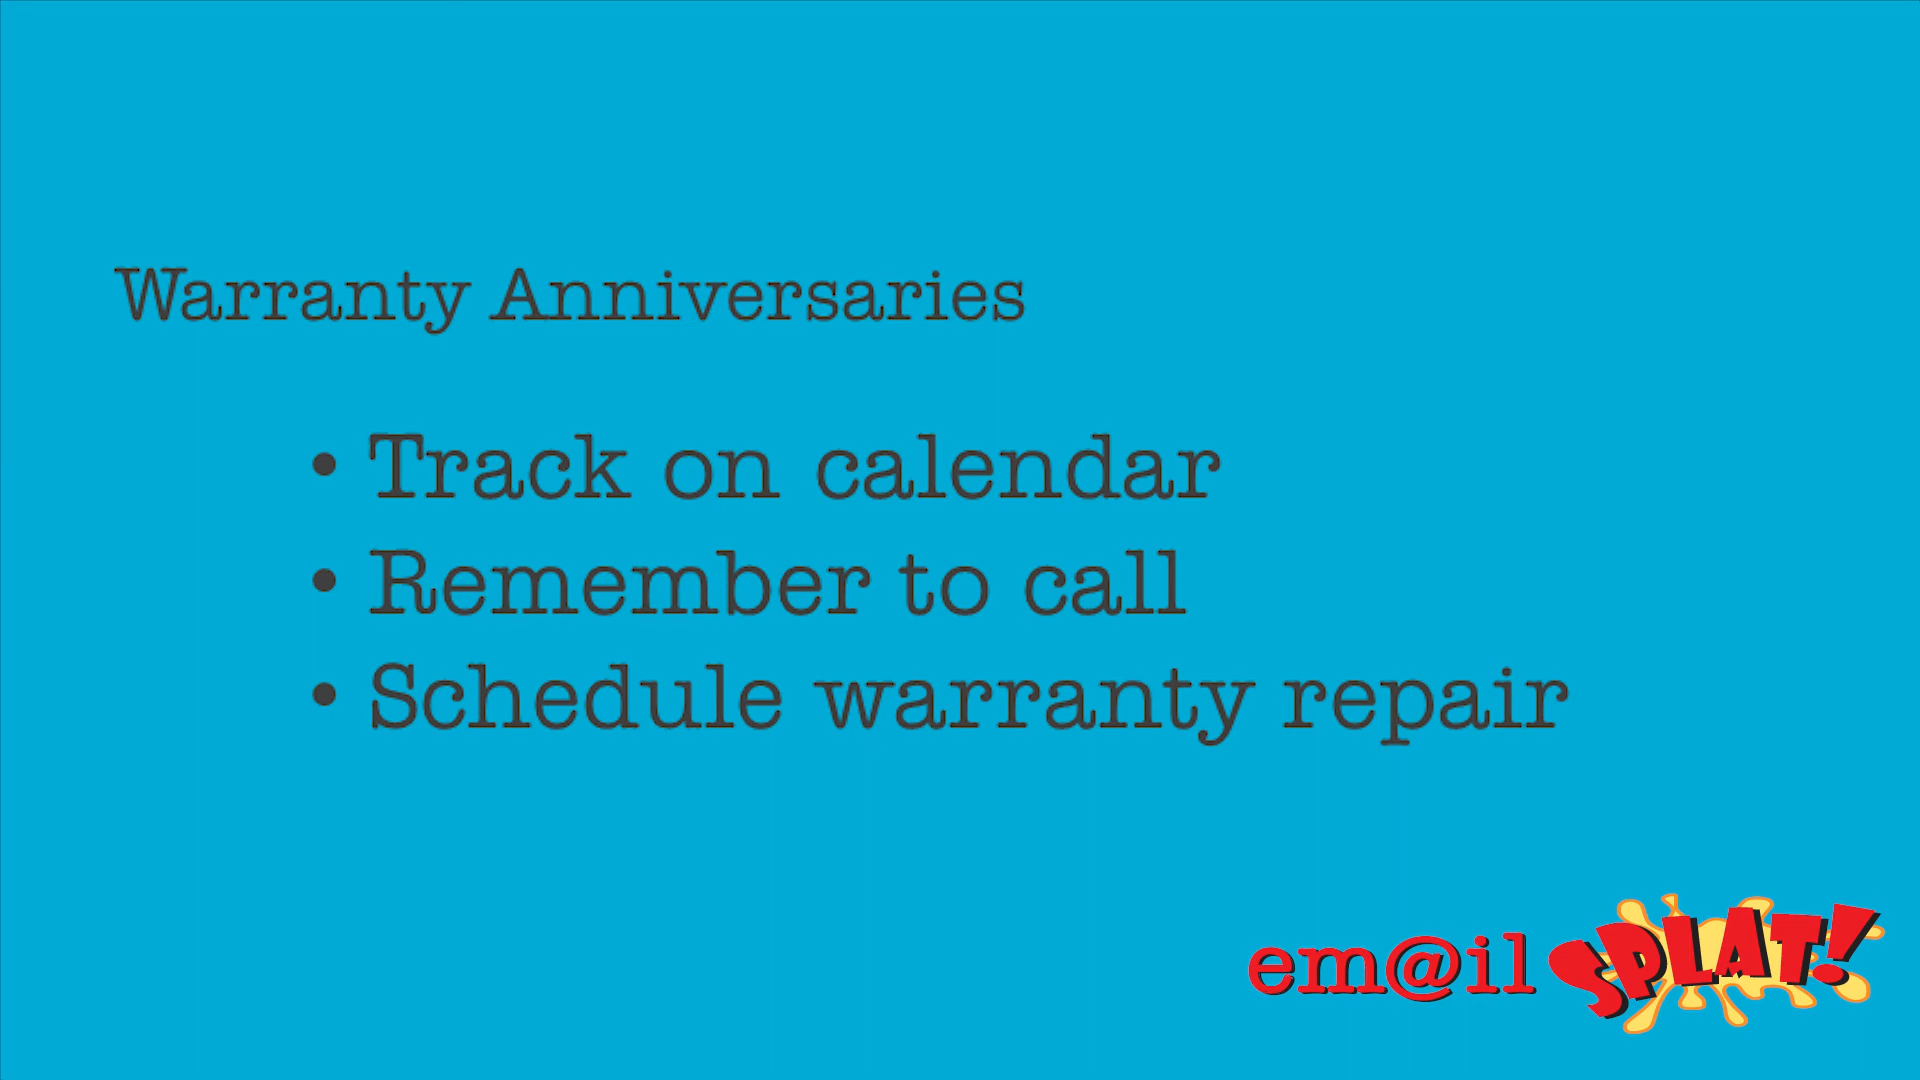 Warranty Anniversaries
• Track on calendar
• Remember to call
• Schedule warranty repair
em@il SPLAT!